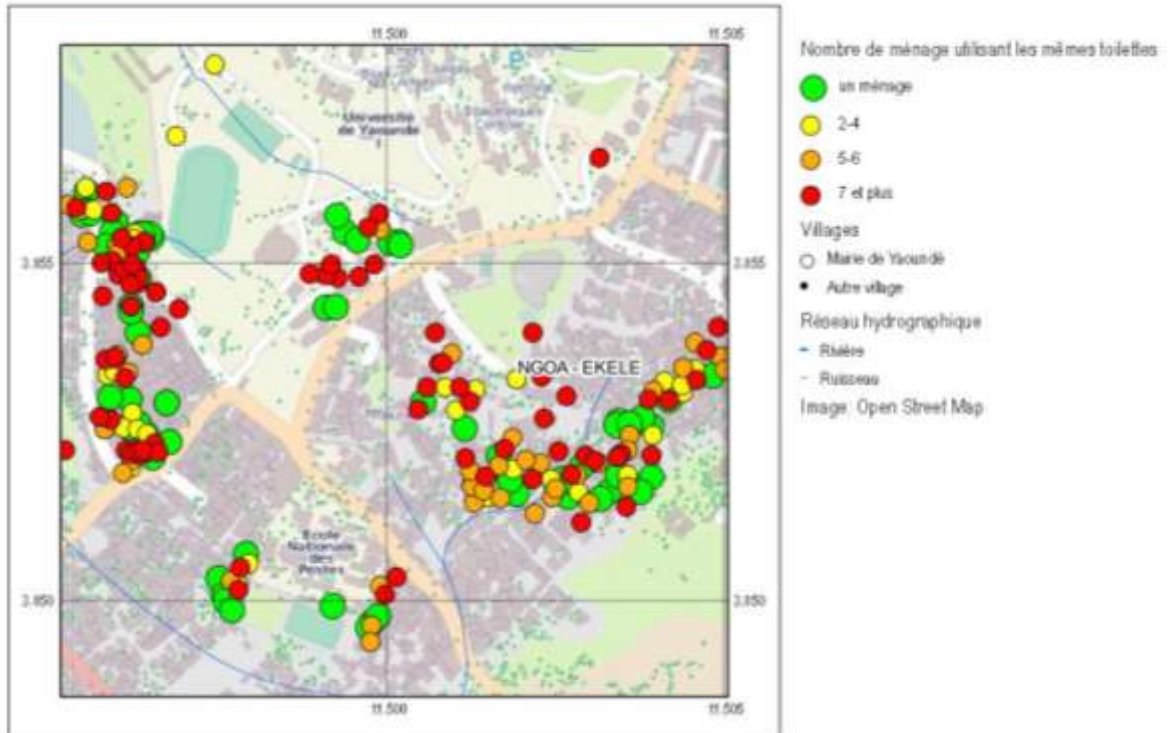 11.500 11.505
Université
de Yaoundé
I
3.855 3.855
NGOA - EKELE
Ecole
Nationale
des
Postes
3.850 3.850
11.500 11.505
Nombre de ménage utilisant les mêmes toilettes
un ménage
2-4
5-6
7 et plus
Villages
Mairie de Yaoundé
Autre village
Réseau hydrographique
Rivière
Ruisseau
Image: Open Street Map